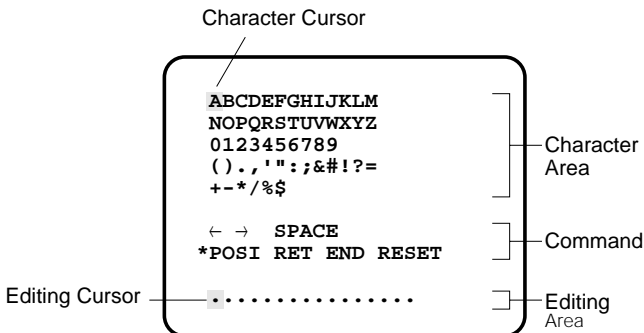 Character Cursor
ABCDEFGHIJKLM
NOPQRSTUVWXYZ
0123456789
().,'":;&#!?=
+-*/%$
Character
Area
← → SPACE
*POSI RET END RESET
Command
Editing Cursor
...............
Editing
Area